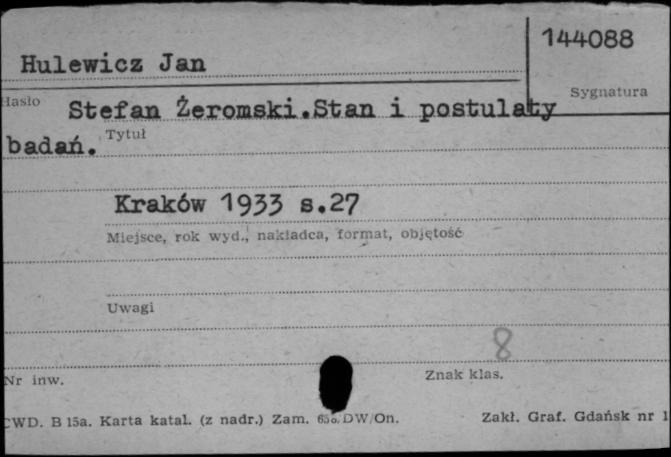 144088
Hulewicz Jan
Sygnatura
Hasło
Stefan Żeromski.Stan i postulaty
badań. Tytuł
Kraków 1933 s.27
Miejsce, rok wyd., nakładca, format, objętość
Uwagi
8
Nr inw. Znak klas.
CWD. B 15a. Karta katal. (z nadr.) Zam. DW/On. Zakł. Graf. Gdańsk nr 1